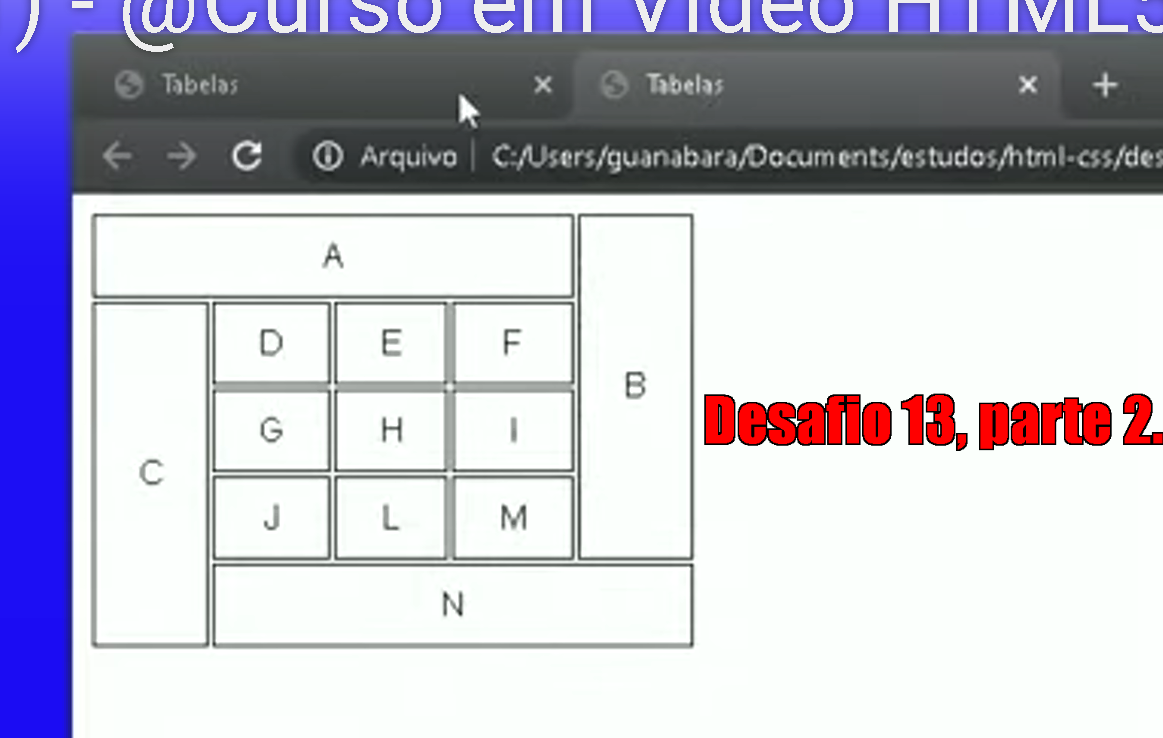 ) - @Curso em Vídeo HTML5
Tabelas Tabelas
Arquivo C:/Users/guanabara/Documents/estudos/html-css/des
A
B
C
D E F
G H I
J L M
N
Desafio 13, parte 2.